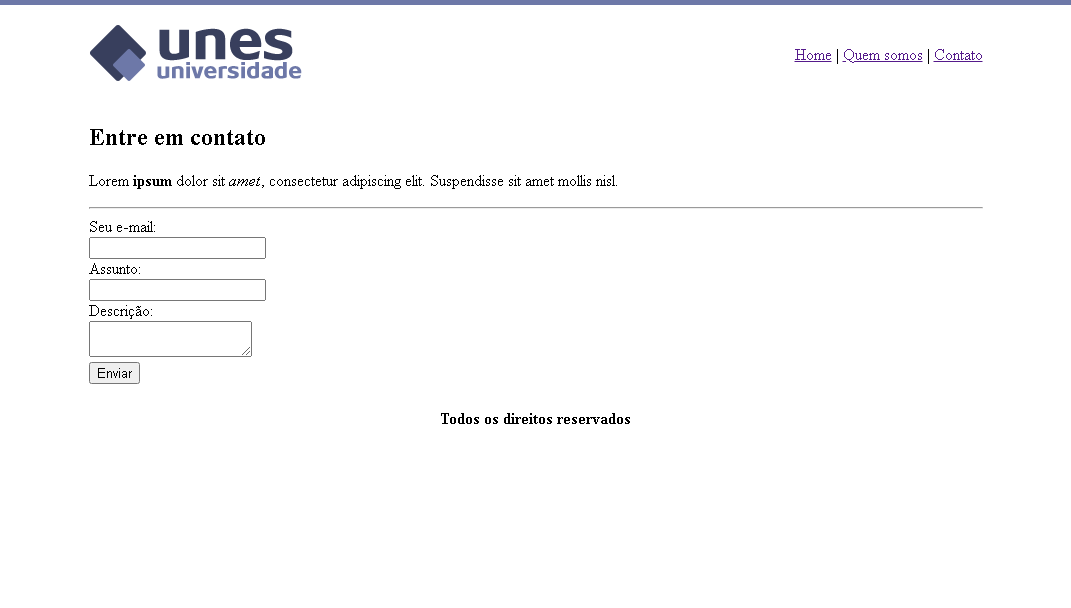 unes
universidade
Home | Quem somos | Contato
Entre em contato
Lorem ipsum dolor sit amet, consectetur adipiscing elit. Suspendisse sit amet mollis nisl.
Seu e-mail:
Assunto:
Descrição:
Enviar
Todos os direitos reservados